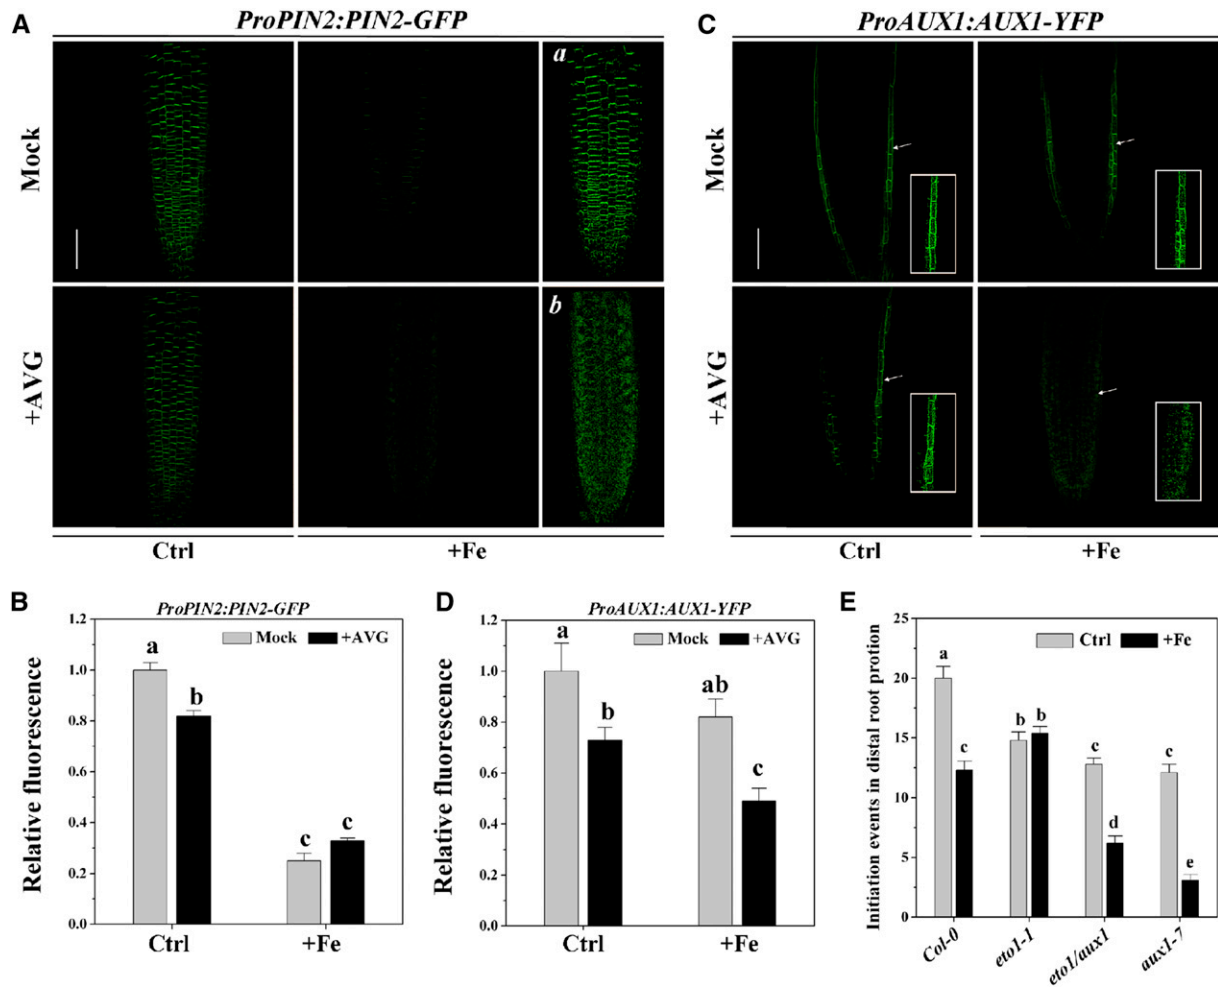 A
ProPIN2:PIN2-GFP
Mock
+AVG
a
b
Ctrl
+Fe
C
ProAUX1:AUX1-YFP
Mock
+AVG
Ctrl
+Fe
B
ProPIN2:PIN2-GFP
Relative fluorescence
1.2
1.0
0.8
0.6
0.4
0.2
0.0
Mock
+AVG
a
b
c
c
Ctrl
+Fe
D
ProAUX1:AUX1-YFP
Relative fluorescence
1.2
1.0
0.8
0.6
0.4
0.2
0.0
Mock
+AVG
a
b
ab
c
Ctrl
+Fe
E
Initiation events in distal root protion
25
20
15
10
5
0
Ctrl
+Fe
a
c
b
b
c
d
c
e
Col-0
eto1-1
eto1/aux1
aux1-7